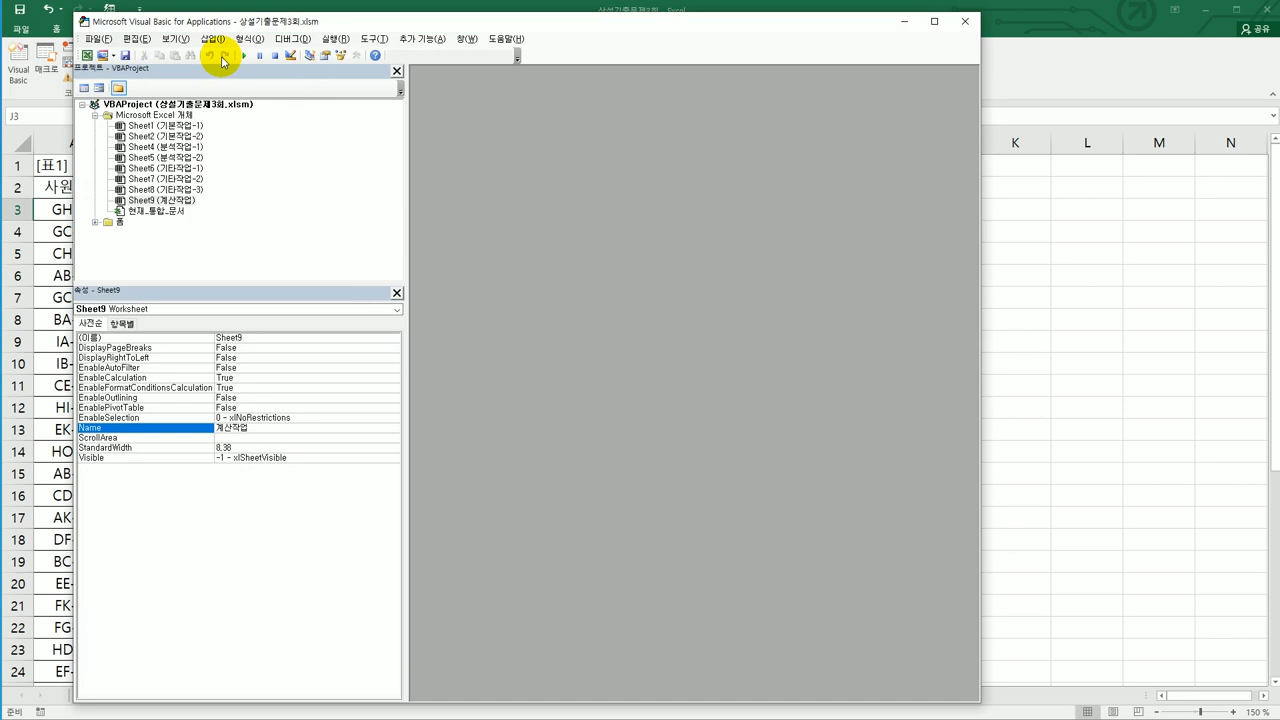 상설기출문제3회 - Excel
파일
홈
공유
Visual
Basic
매크로
J3
Microsoft Visual Basic for Applications - 상설기출문제3회.xlsm
파일(F) 편집(E) 보기(V) 삽입(I) 형식(O) 디버그(D) 실행(R) 도구(T) 추가 기능(A) 창(W) 도움말(H)
프로젝트 - VBAProject
VBAProject (상설기출문제3회.xlsm)
Microsoft Excel 개체
Sheet1 (기본작업-1)
Sheet2 (기본작업-2)
Sheet4 (분석작업-1)
Sheet5 (분석작업-2)
Sheet6 (기타작업-1)
Sheet7 (기타작업-2)
Sheet8 (기타작업-3)
Sheet9 (계산작업)
현재_통합_문서
폼
속성 - Sheet9
Sheet9 Worksheet
사전순 항목별
(이름) Sheet9
DisplayPageBreaks False
DisplayRightToLeft False
EnableAutoFilter False
EnableCalculation True
EnableFormatConditionsCalculation True
EnableOutlining False
EnablePivotTable False
EnableSelection 0 - xlNoRestrictions
Name 계산작업
ScrollArea
StandardWidth 8,38
Visible -1 - xlSheetVisible
K L M N
1 [표1]
2 사원
3 GH
4 GC
5 CH
6 AB-
7 GC
8 BA-
9 IA-
10 IB-
11 CE-
12 HI-
13 EK-
14 HO
15 AB-
16 CD
17 AK-
18 DF-
19 BC-
20 EE-
21 FK-
22 FG-
23 HD
24 EF-
준비
150 %